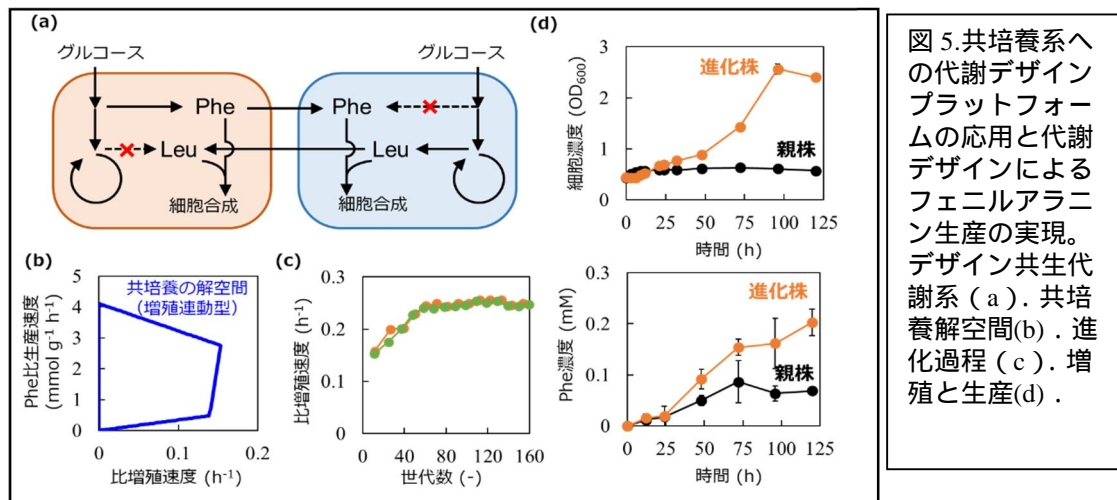 (a)
グルコース
グルコース
Phe
Phe
Leu
Leu
細胞合成
細胞合成
(b)
Phe比生産速度
(mmol g-1 h-1)
5
4
3
2
1
0
共培養の解空間
(増殖連動型)
0
0.1
0.2
比増殖速度 (h-1)
(c)
比増殖速度 (h-1)
0.3
0.2
0.1
0
0
40
80
120
160
世代数 (-)
(d)
細胞濃度 (OD600)
3
2
1
0
進化株
親株
0
25
50
75
100
125
時間 (h)
Phe濃度 (mM)
0.3
0.2
0.1
0
進化株
親株
0
25
50
75
100
125
時間 (h)
図 5.共培養系へ
の代謝デザイン
プラットフォー
ムの応用と代謝
デザインによる
フェニルアラニ
ン生産の実現。
デザイン共生代
謝系（a）. 共培
養解空間(b)．進
化過程（c）. 増
殖と生産(d)．